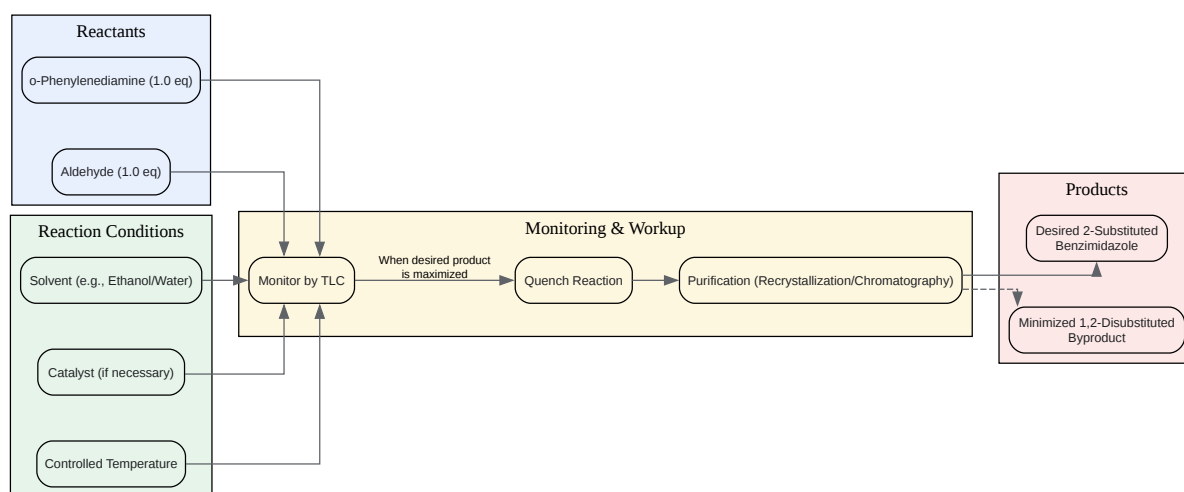 Reactants
o-Phenylenediamine (1.0 eq)
Aldehyde (1.0 eq)
Reaction Conditions
Solvent (e.g., Ethanol/Water)
Catalyst (if necessary)
Controlled Temperature
Monitoring & Workup
Monitor by TLC
When desired product
is maximized
Quench Reaction
Purification (Recrystallization/Chromatography)
Products
Desired 2-Substituted
Benzimidazole
Minimized 1,2-Disubstituted
Byproduct